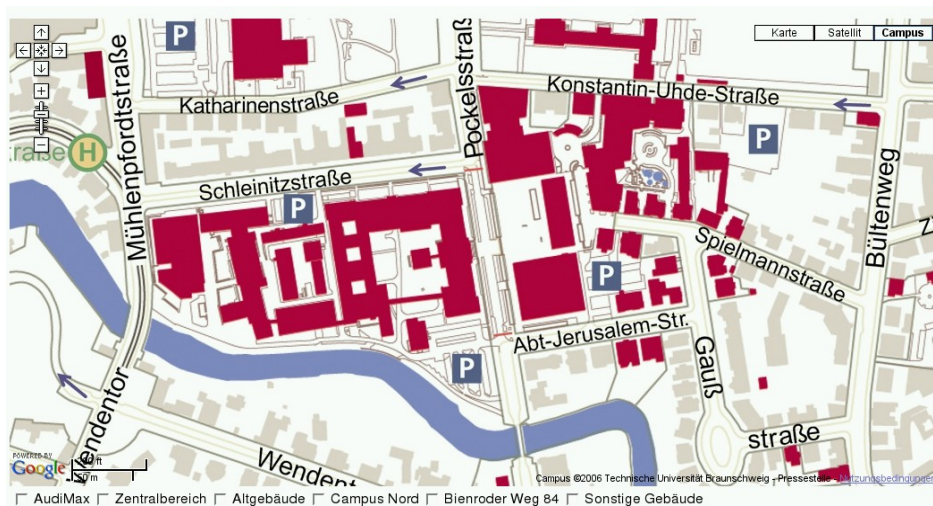 Karte
Satellit
Campus
P
Mühlenpfordtstraße
Pockelsstraß
Konstantin-Uhde-Straße
Katharinenstraße
P
traße
H
Schleinitzstraße
P
Bültenweg
Spielmannstraße
P
Abt-Jerusalem-Str.
Gauß
P
Wendentor
straße
POWERED BY
Google
Wendent
Campus ©2006 Technische Universität Braunschweig - Pressestelle - Nutzungsbedingungen
AudiMax
Zentralbereich
Altgebäude
Campus Nord
Bienroder Weg 84
Sonstige Gebäude